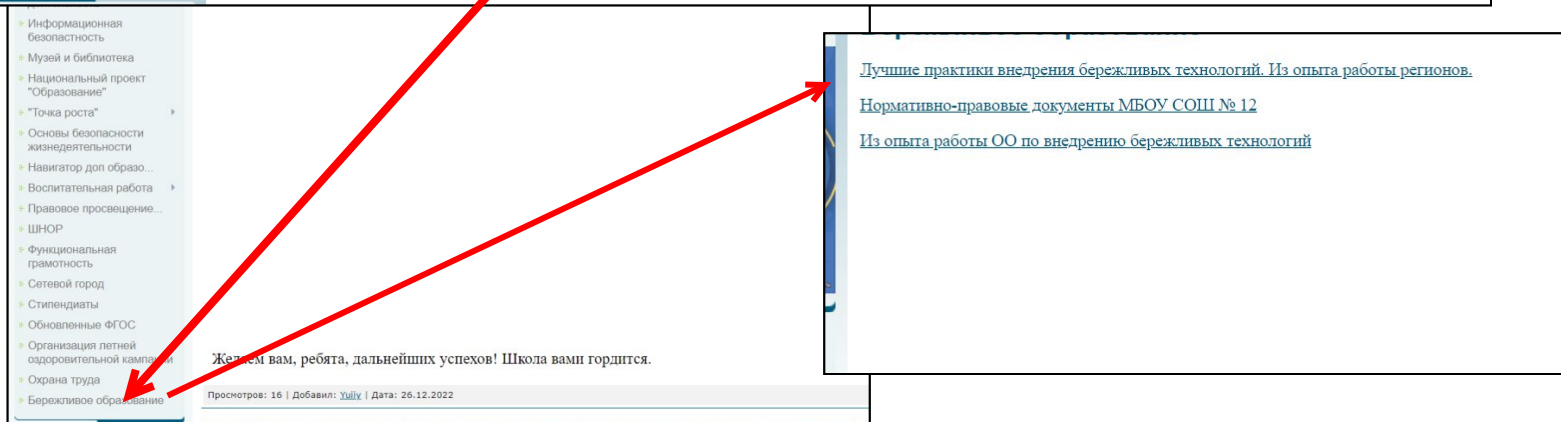 Информационная
безопастность
Музей и библиотека
Национальный проект
"Образование"
"Точка роста"
Основы безопасности
жизнедеятельности
Навигатор доп образо...
Воспитательная работа
Правовое просвещение...
ШНОР
Функциональная
грамотность
Сетевой город
Стипендиаты
Обновленные ФГОС
Организация летней
оздоровительной кампании
Охрана труда
Бережливое образование
Желаем вам, ребята, дальнейших успехов! Школа вами гордится.
Просмотров: 16 | Добавил: Yuliy | Дата: 26.12.2022
Лучшие практики внедрения бережливых технологий. Из опыта работы регионов.
Нормативно-правовые документы МБОУ СОШ № 12
Из опыта работы ОО по внедрению бережливых технологий